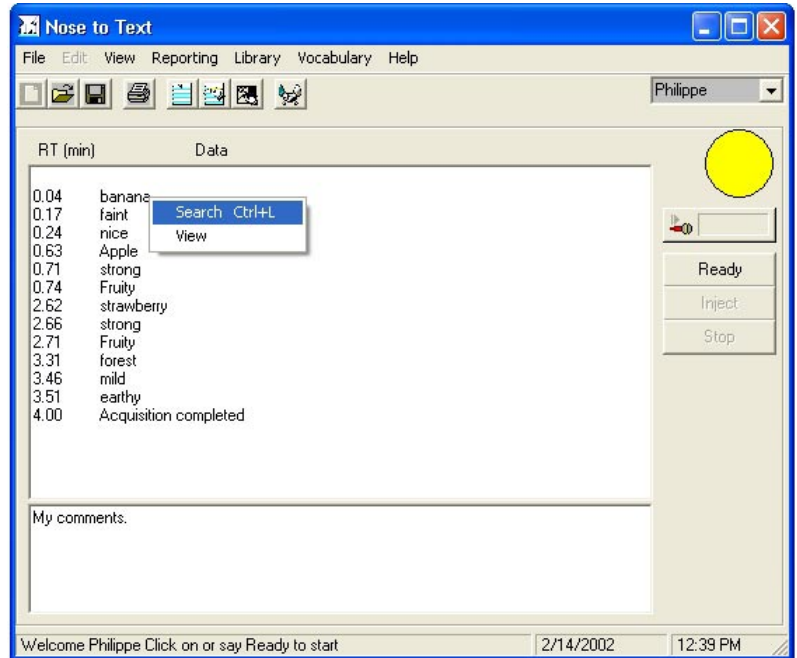 Nose to Text
File Edit View Reporting Library Vocabulary Help
Philippe
RT (min) Data
0.04 banana
0.17 faint
0.24 nice
0.63 Apple
0.71 strong
0.74 Fruity
2.62 strawberry
2.66 strong
2.71 Fruity
3.31 forest
3.46 mild
3.51 earthy
4.00 Acquisition completed
Search Ctrl+L
View
Ready
Inject
Stop
My comments.
Welcome Philippe Click on or say Ready to start 2/14/2002 12:39 PM